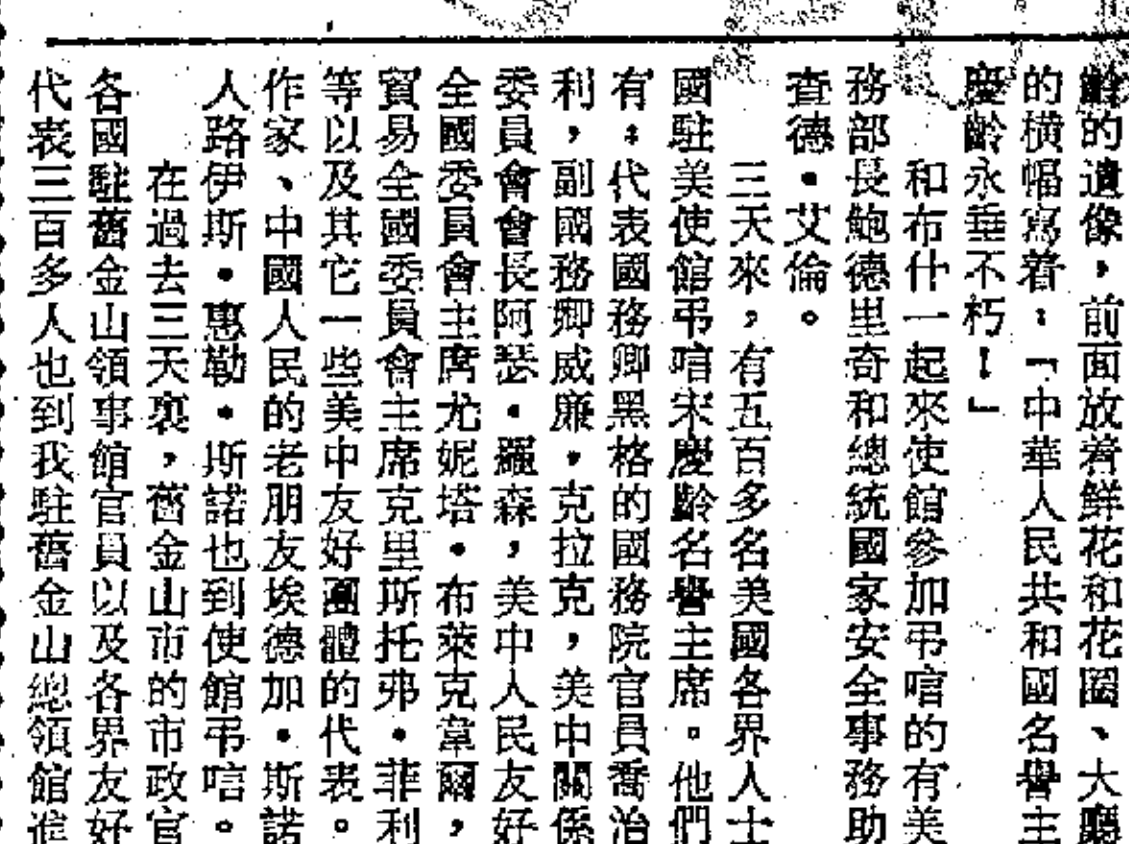 齡的遺像，前面放着鮮花和花圈、大廳
的橫幅寫着：「中華人民共和國名譽主
慶齡永垂不朽！」
和布什一起來使館參加弔唁的有美
務部長鮑德里奇和總統國家安全事務助
查德·艾倫。
三天來，有五百多名美國各界人士
國駐美使館弔唁宋慶齡名譽主席。他們
有：代表國務卿黑格的國務院官員喬治
利，副國務卿威廉·克拉克，美中關係
委員會會長阿瑟·羅森，美中人民友好
全國委員會主席尤妮塔·布萊克韋爾，
貿易全國委員會主席克里斯托弗·菲利
等以及其它一些美中友好團體的代表。
作家、中國人民的老朋友埃德加·斯諾
人路伊斯·惠勒·斯諾也到使館弔唁。
在過去三天裏，舊金山市的市政官
各國駐舊金山領事館官員以及各界友好
代表三百多人也到我駐舊金山總領館進